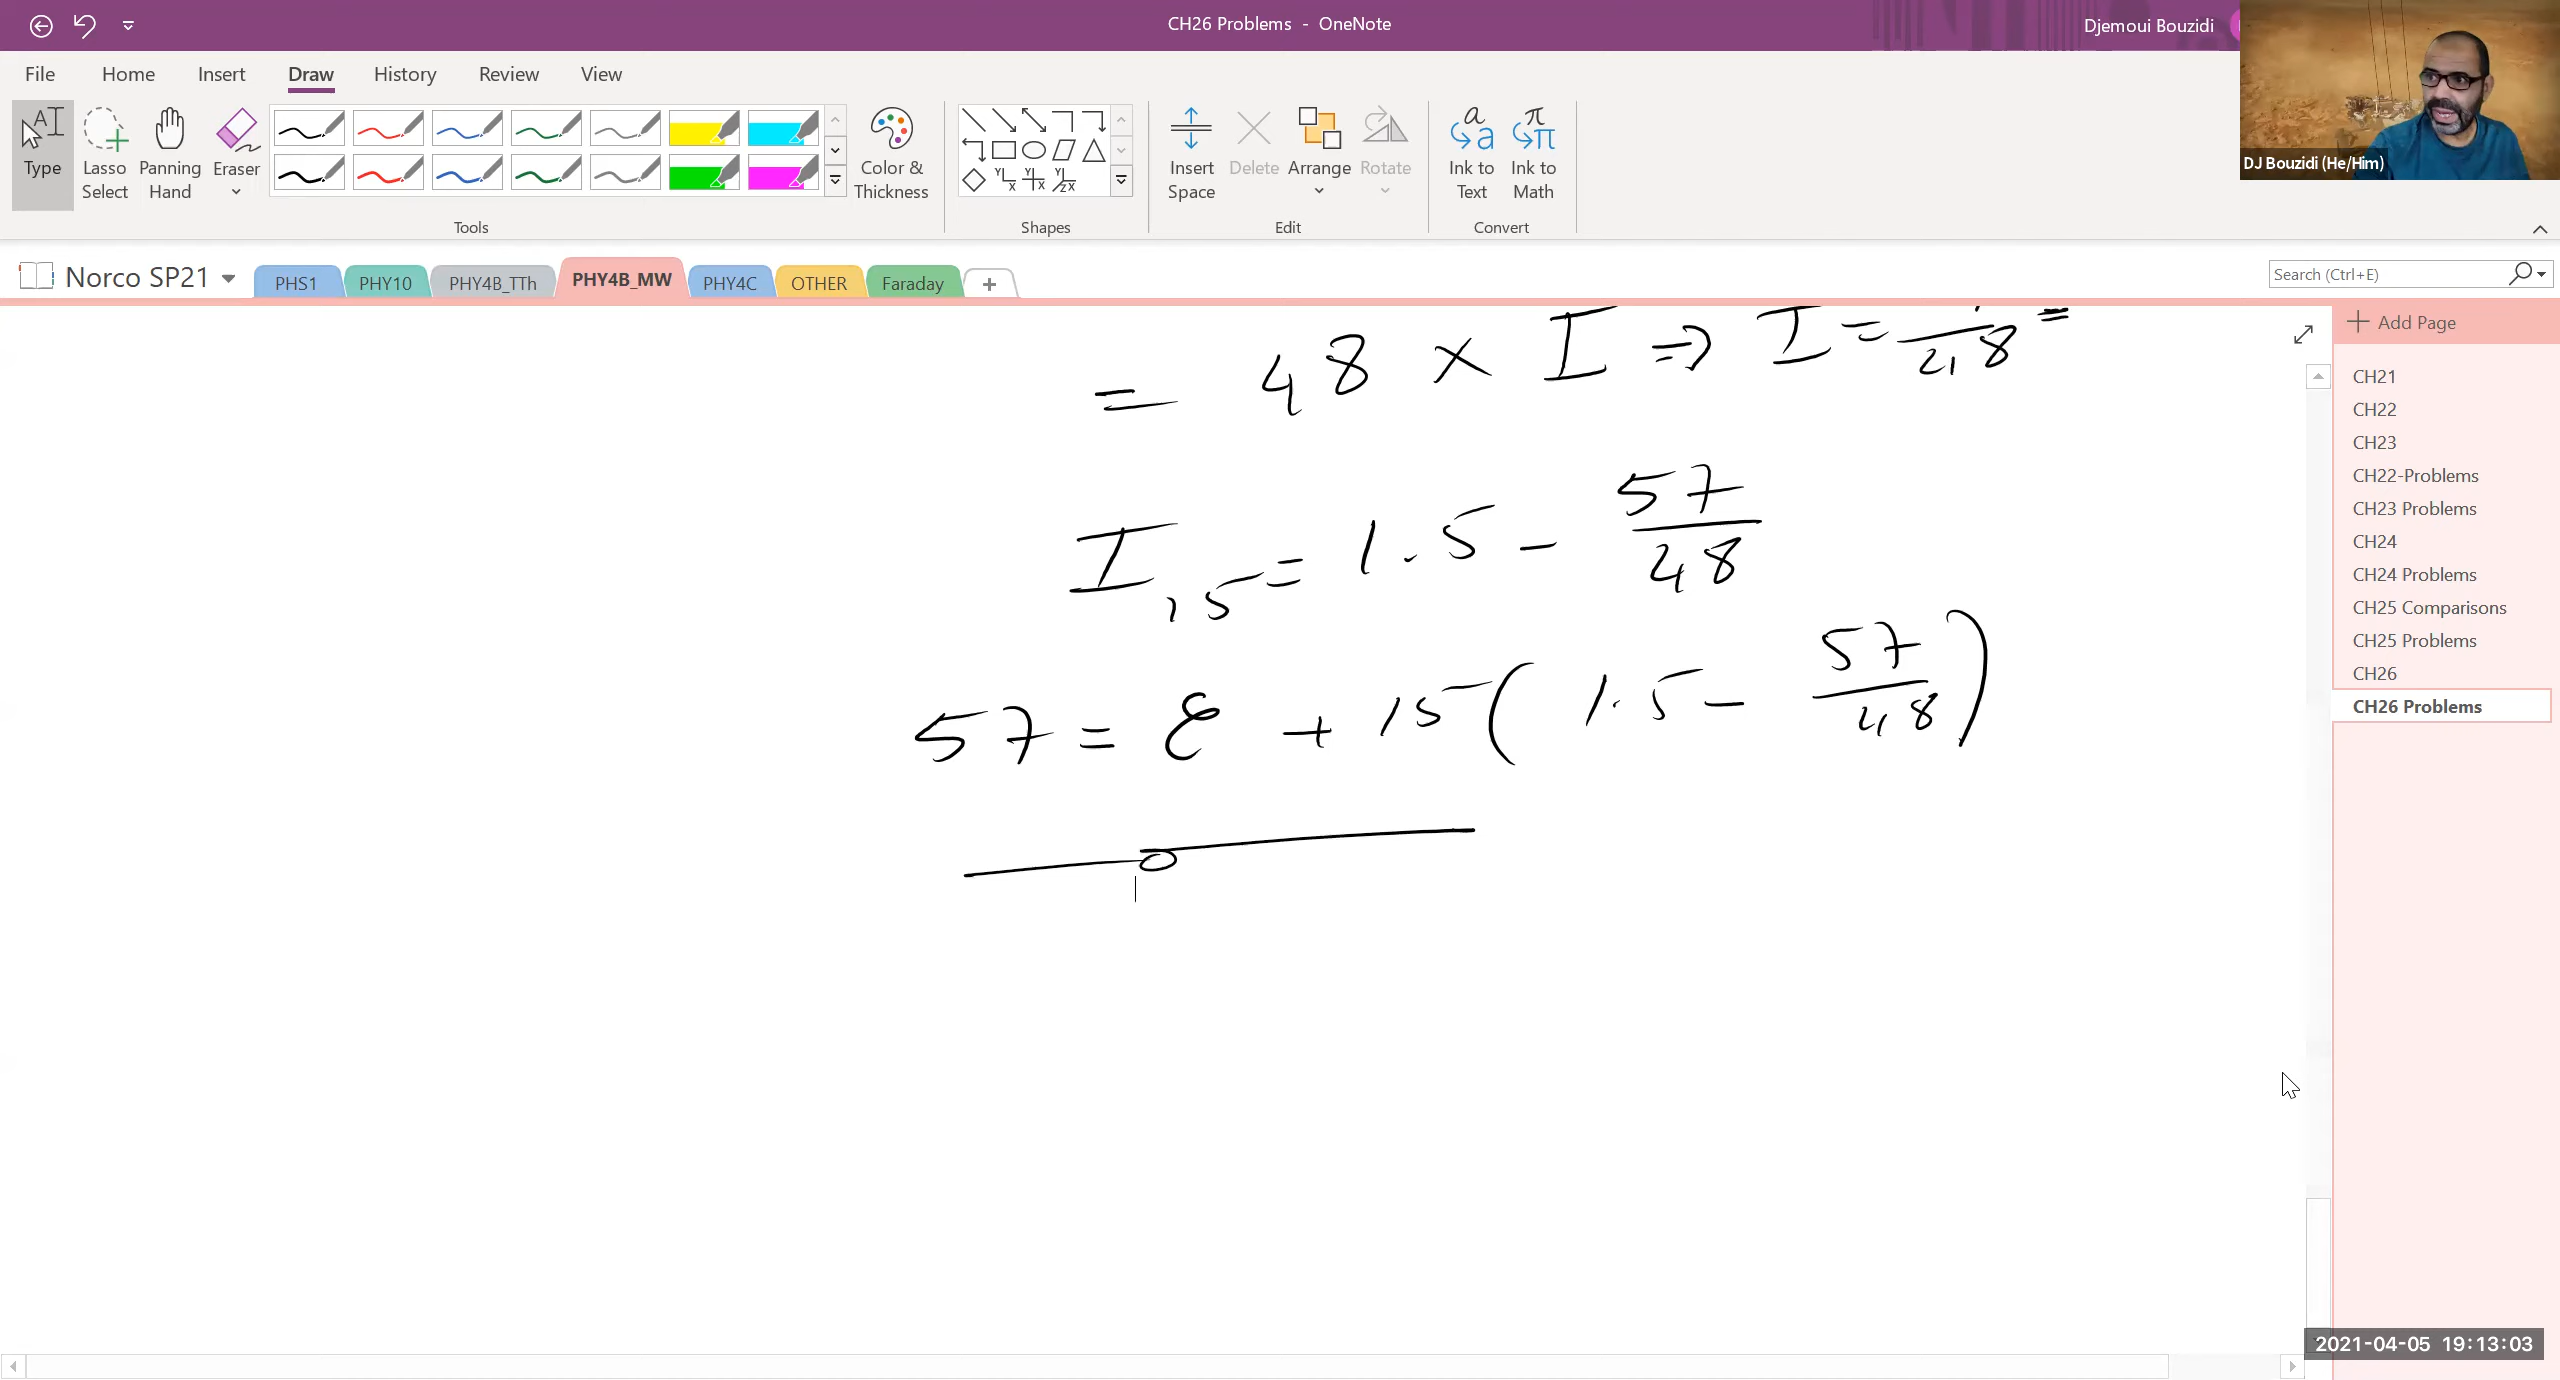 CH26 Problems - OneNote
Djemoui Bouzidi
File Home Insert Draw History Review View
Type
Lasso Select
Panning Hand
Eraser
Color & Thickness
Insert Space
Delete
Arrange
Rotate
Ink to Text
Ink to Math
Tools
Shapes
Edit
Convert
DJ Bouzidi (He/Him)
Norco SP21
PHS1 PHY10 PHY4B_TTh PHY4B_MW PHY4C OTHER Faraday +
Search (Ctrl+E)
Add Page
CH21
CH22
CH23
CH22-Problems
CH23 Problems
CH24
CH24 Problems
CH25 Comparisons
CH25 Problems
CH26
CH26 Problems
= 48 × I ⇒ I = /48 =
I₁₅ = 1.5 - 57/48
57 = ℰ + 15(1.5 - 57/48)
2021-04-05 19:13:03